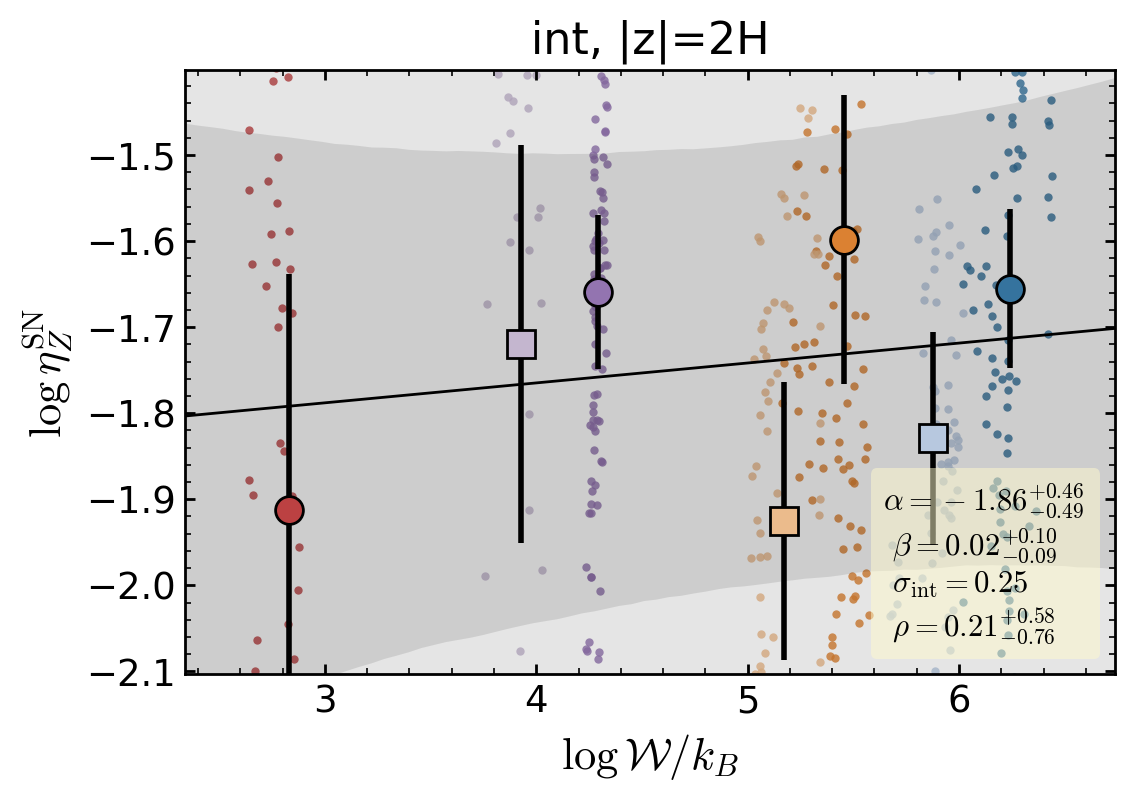 int, |z|=2H
−1.5
−1.6
−1.7
−1.8
−1.9
−2.0
−2.1
log η_Z^SN
α = − 1.86^{+0.46}_{−0.49}
β = 0.02^{+0.10}_{−0.09}
σ_int = 0.25
ρ = 0.21^{+0.58}_{−0.76}
3 4 5 6
log 𝒲/k_B